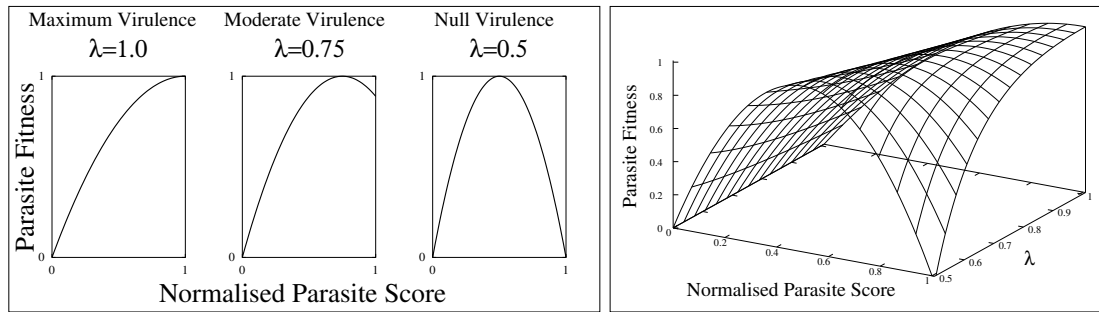 Maximum Virulence
λ=1.0
Moderate Virulence
λ=0.75
Null Virulence
λ=0.5
Parasite Fitness
1
0
0
1
1
0
0
1
1
0
0
1
Normalised Parasite Score
Parasite Fitness
1
0.8
0.6
0.4
0.2
0
0
0.2
0.4
0.6
0.8
1
Normalised Parasite Score
0.5
0.6
0.7
0.8
0.9
1
λ